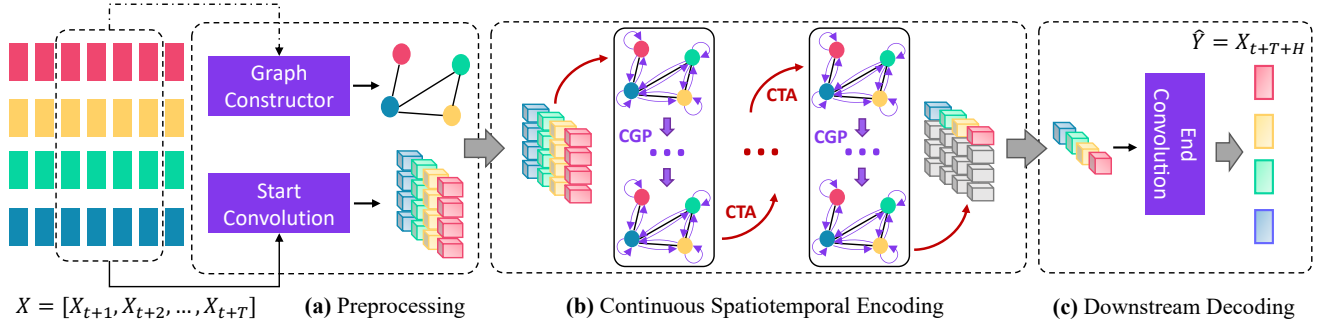 X = [X_{t+1}, X_{t+2}, ..., X_{t+T}]
Graph
Constructor
Start
Convolution
(a) Preprocessing
CGP
CTA
CTA
CGP
(b) Continuous Spatiotemporal Encoding
End
Convolution
Ŷ = X_{t+T+H}
(c) Downstream Decoding